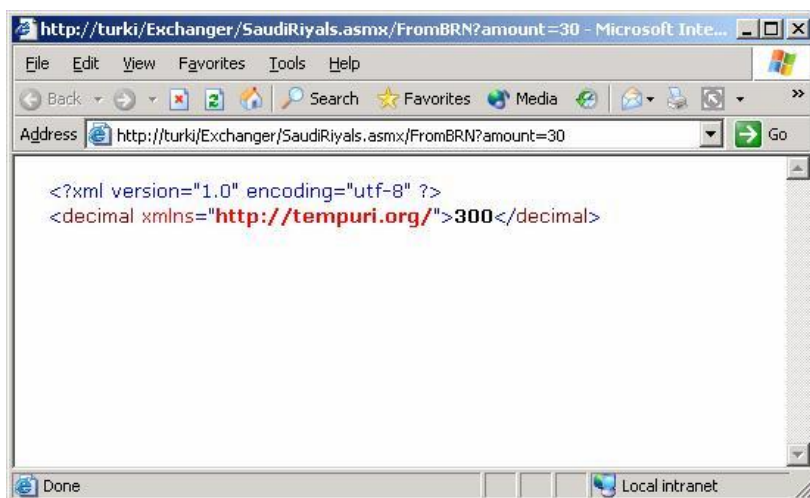 http://turki/Exchanger/SaudiRiyals.asmx/FromBRN?amount=30 - Microsoft Inte...
File Edit View Favorites Tools Help
Back Search Favorites Media »
Address http://turki/Exchanger/SaudiRiyals.asmx/FromBRN?amount=30 Go
<?xml version="1.0" encoding="utf-8" ?>
<decimal xmlns="http://tempuri.org/">300</decimal>
Done Local intranet